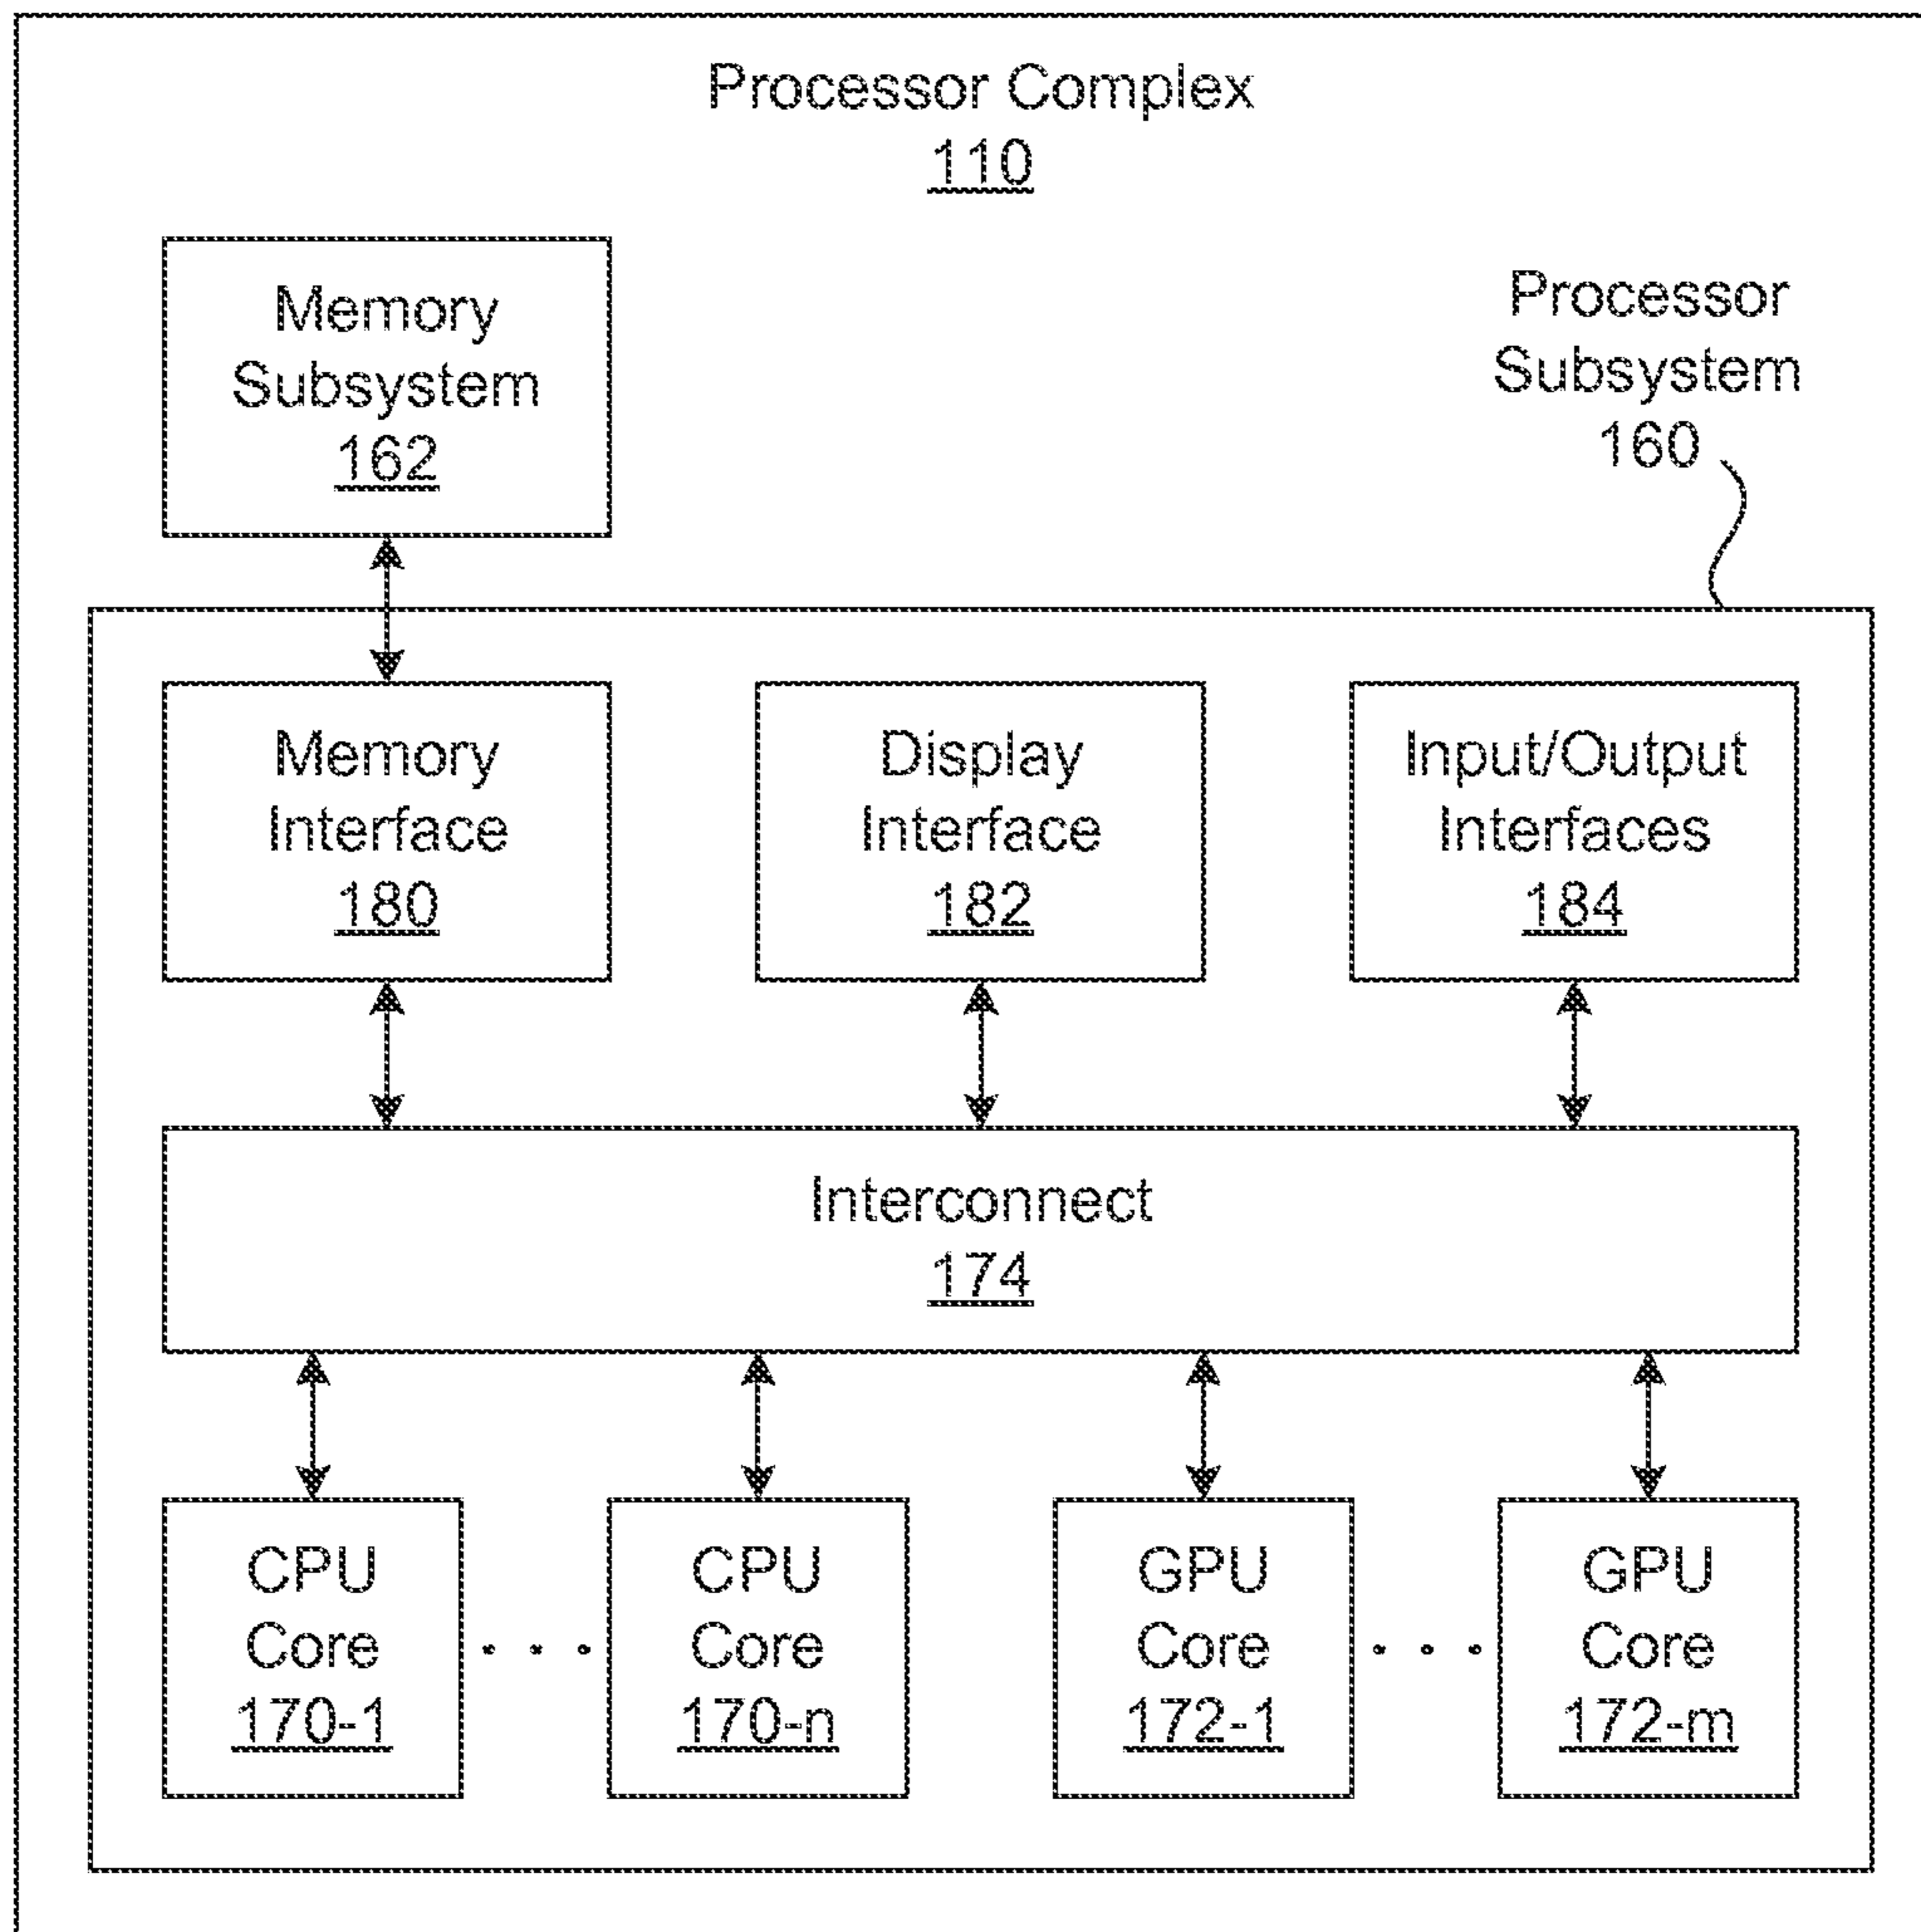 Processor Complex
110
Memory
Subsystem
162
Processor
Subsystem
160
Memory
Interface
180
Display
Interface
182
Input/Output
Interfaces
184
Interconnect
174
CPU
Core
170-1
CPU
Core
170-n
GPU
Core
172-1
GPU
Core
172-m